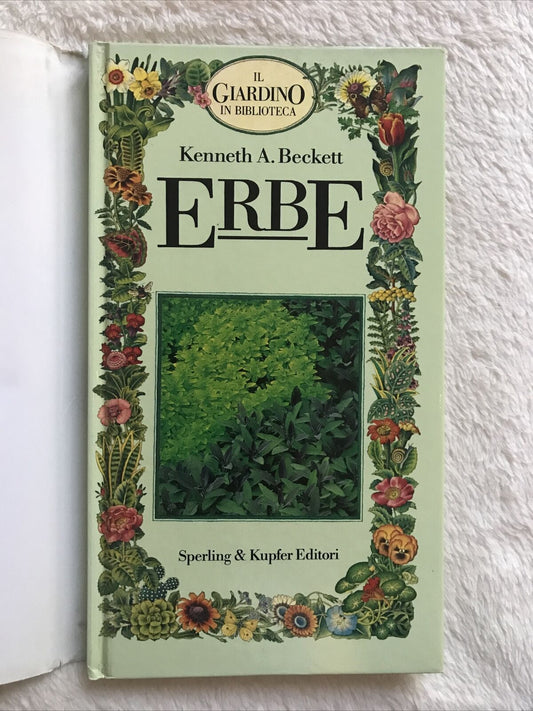 IL
GIARDINO
IN BIBLIOTECA
Kenneth A. Beckett
ERBE
Sperling & Kupfer Editori